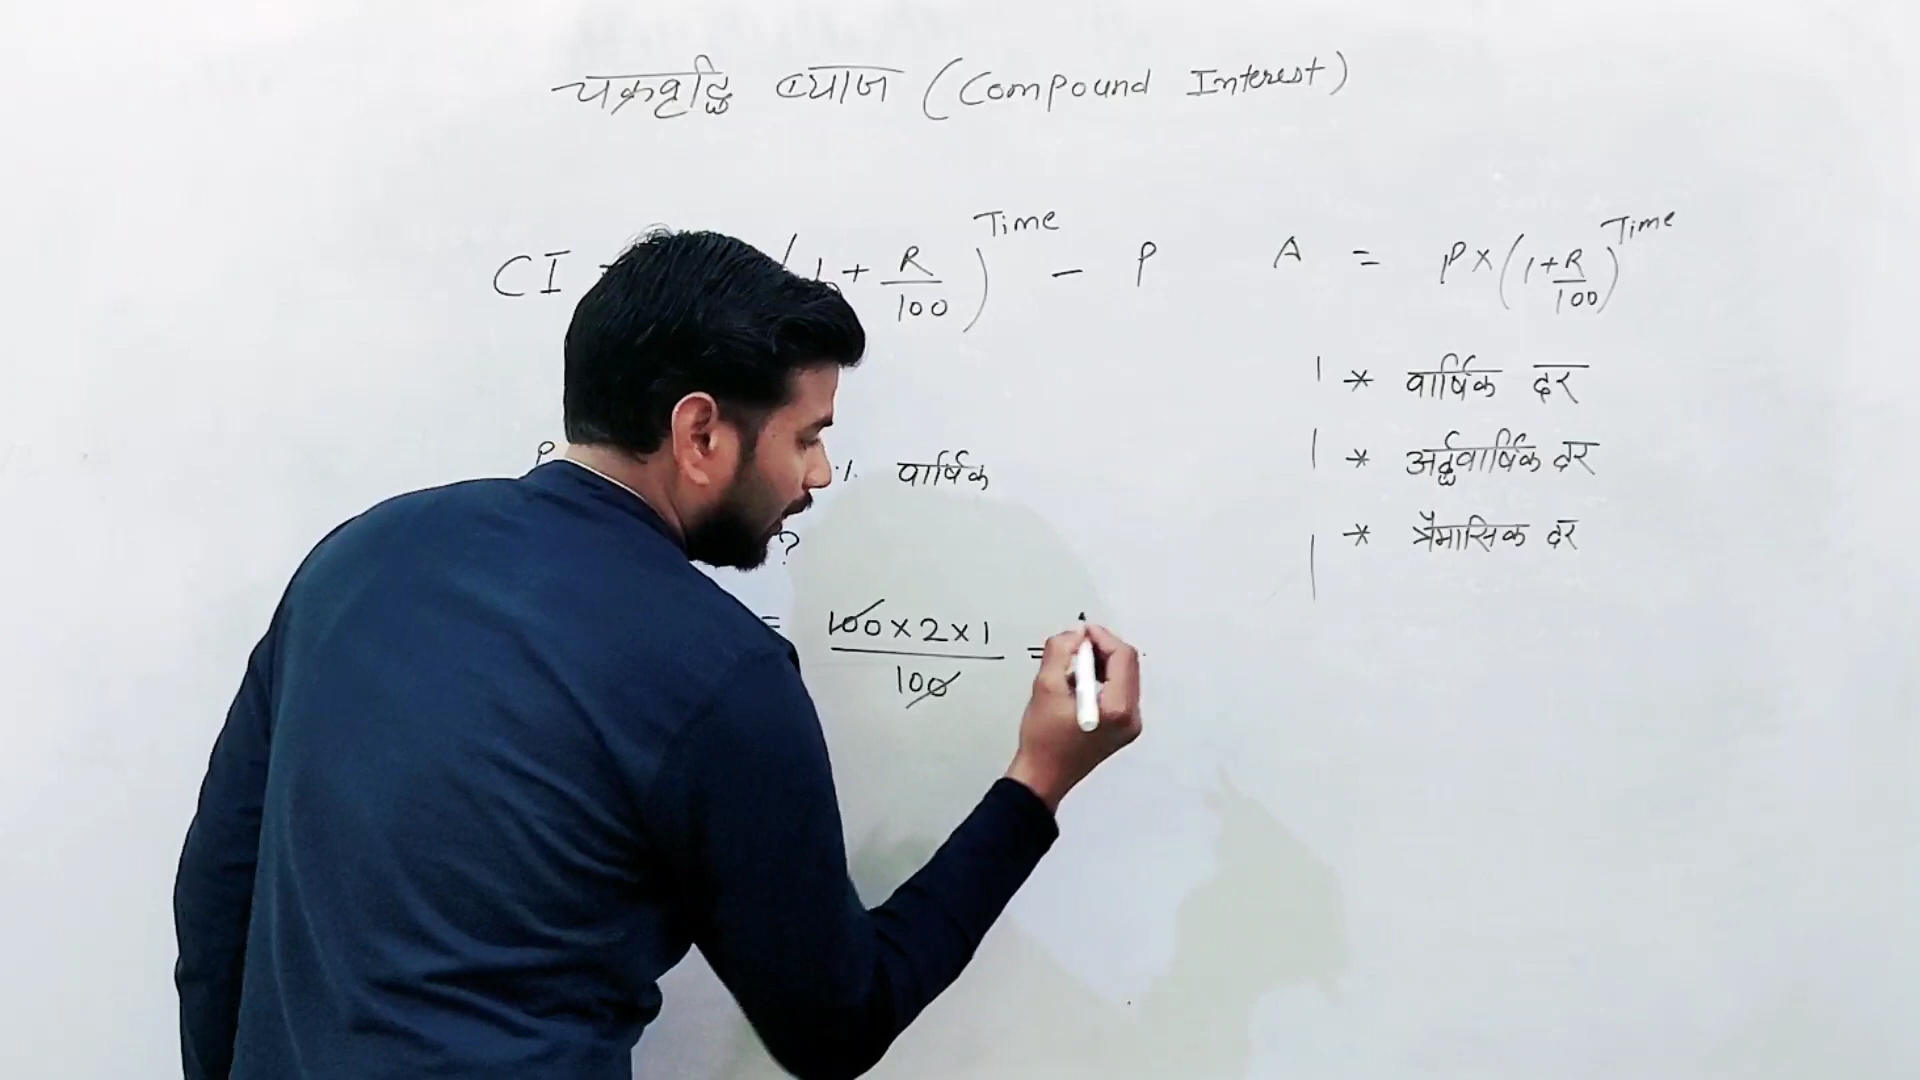 चक्रवृद्धि ब्याज (Compound Interest)
CI = ( 1 + R/100 )^Time - P
A = P × ( 1 + R/100 )^Time
* वार्षिक दर
* अर्द्धवार्षिक दर
* त्रैमासिक दर
P
% वार्षिक
?
= 100 × 2 × 1 / 100 =